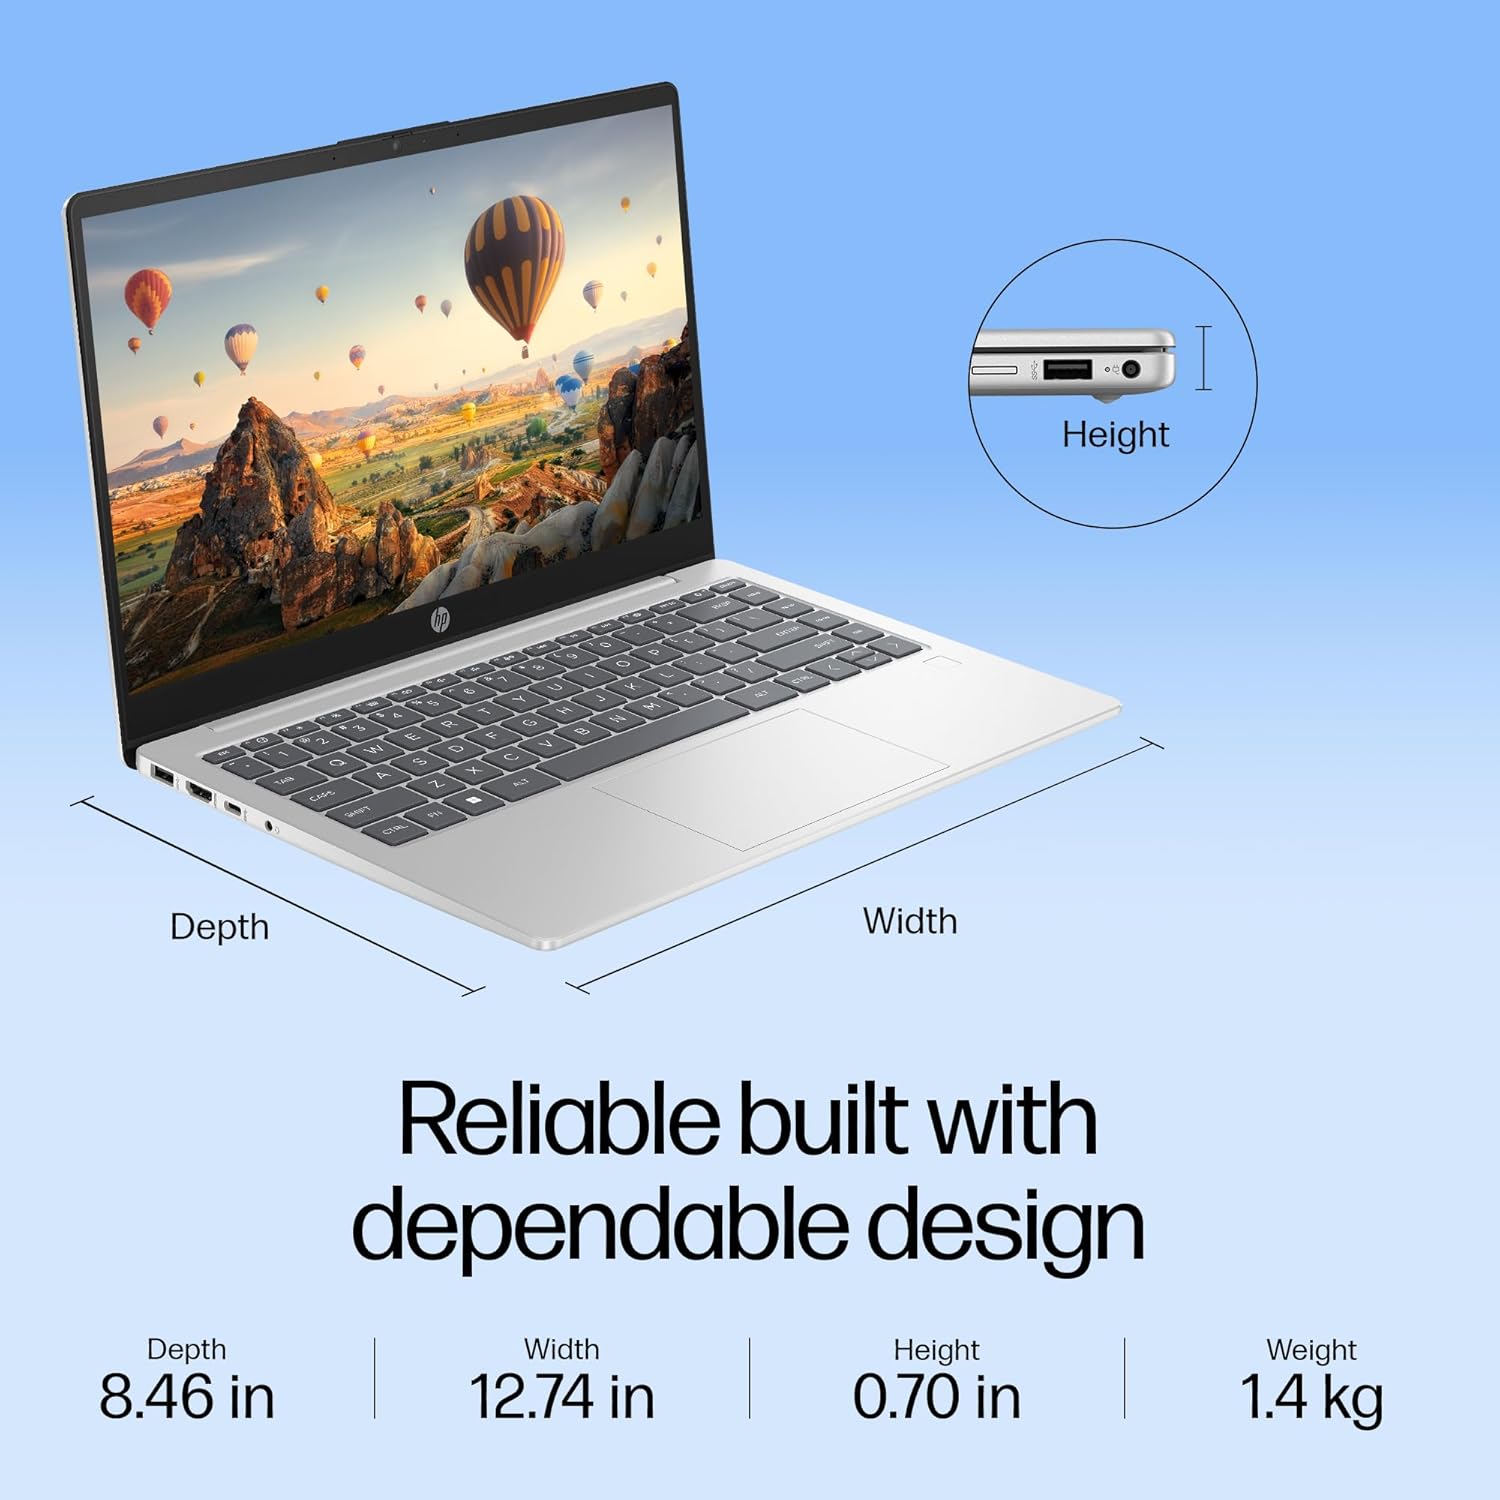 hp
Height
Depth
Width
Reliable built with
dependable design
Depth
8.46 in
Width
12.74 in
Height
0.70 in
Weight
1.4 kg